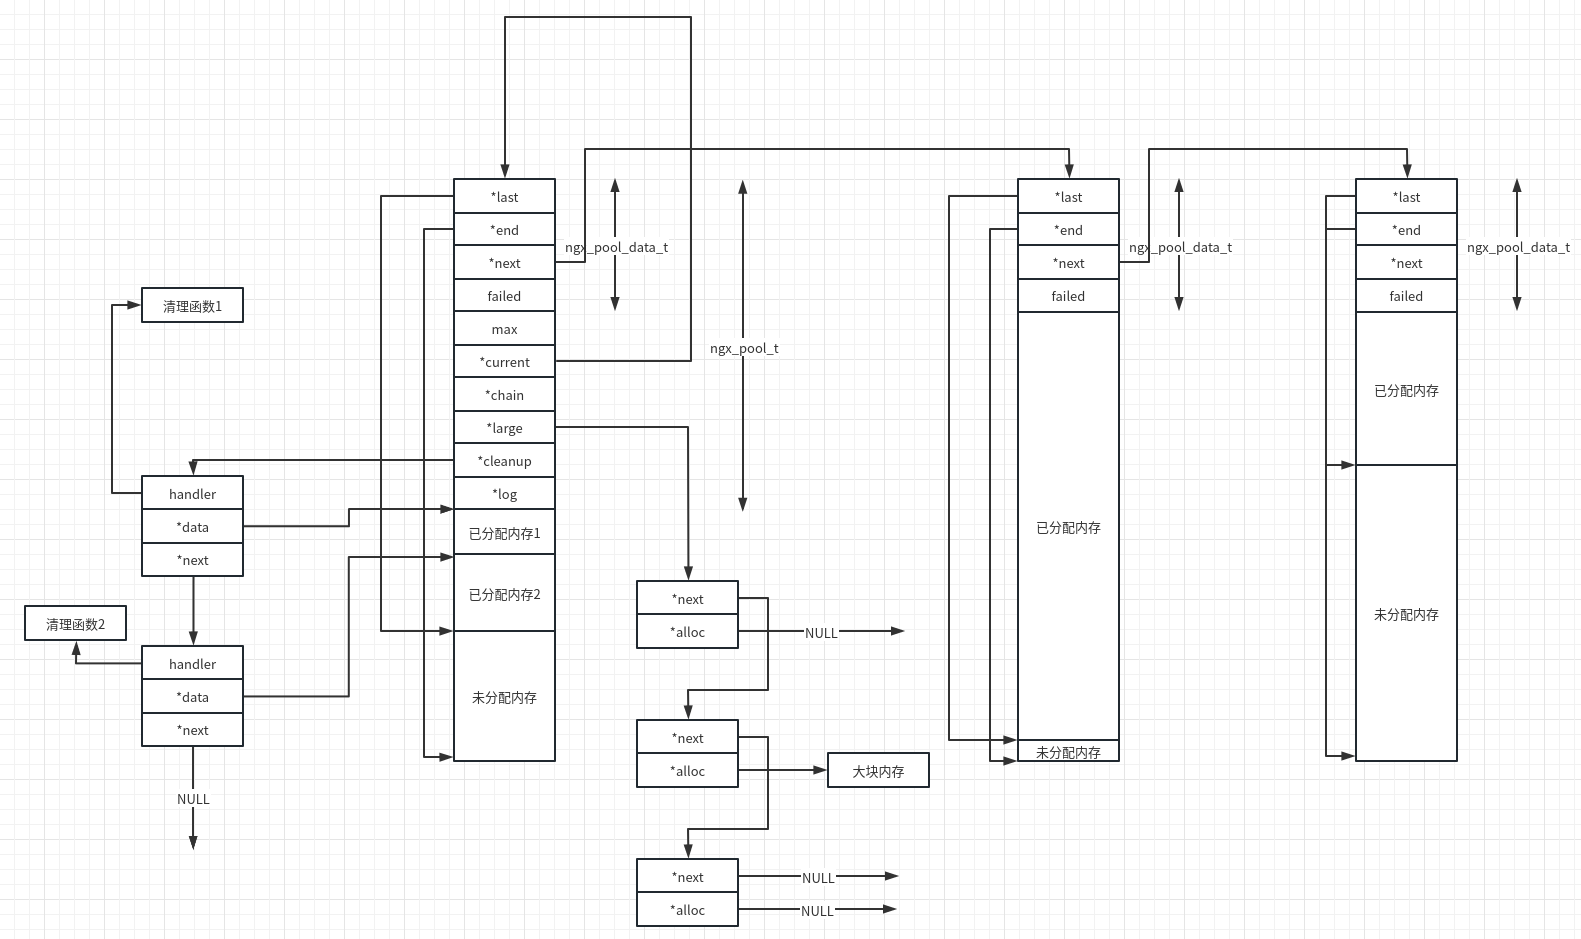 清理函数1
handler
*data
*next
清理函数2
handler
*data
*next
NULL
*last
*end
*next
failed
max
*current
*chain
*large
*cleanup
*log
已分配内存1
已分配内存2
未分配内存
ngx_pool_data_t
ngx_pool_t
*next
*alloc
NULL
*next
*alloc
大块内存
*next
NULL
*alloc
NULL
*last
*end
*next
failed
已分配内存
未分配内存
ngx_pool_data_t
*last
*end
*next
failed
已分配内存
未分配内存
ngx_pool_data_t